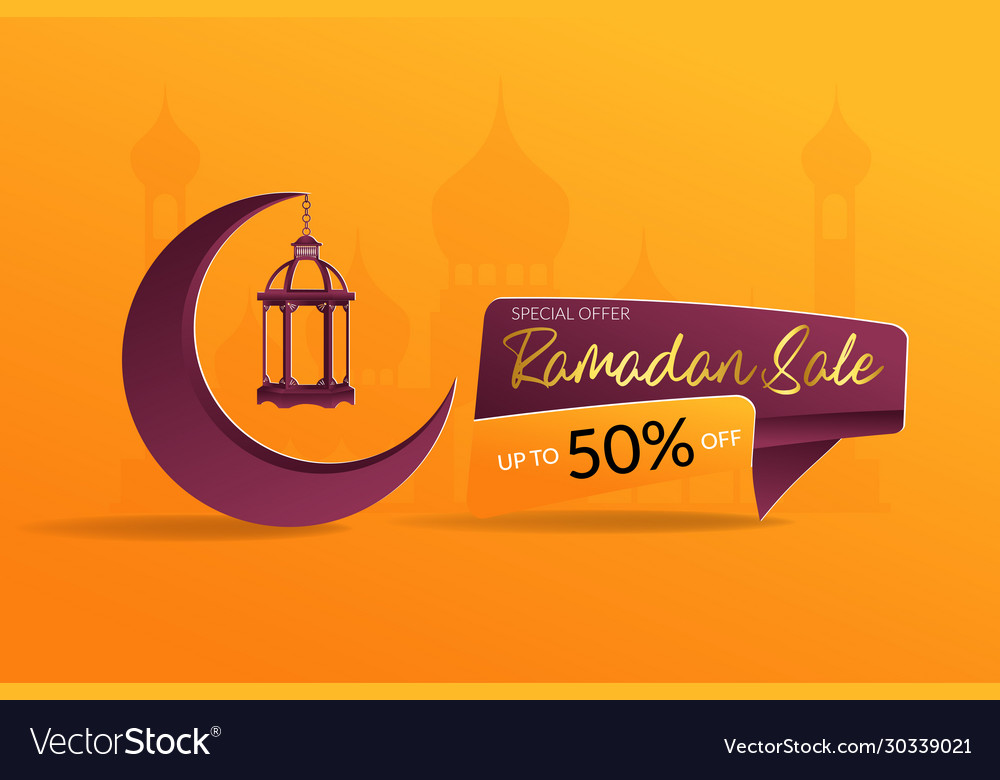 SPECIAL OFFER
Ramadan Sale
UP TO 50% OFF
VectorStock®
VectorStock.com/30339021